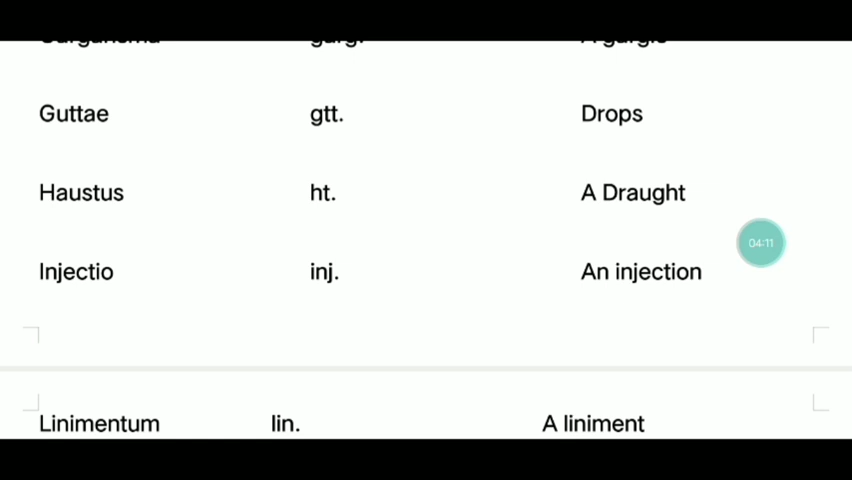 Guttae gtt. Drops
Haustus ht. A Draught
04:11
Injectio inj. An injection
Linimentum lin. A liniment